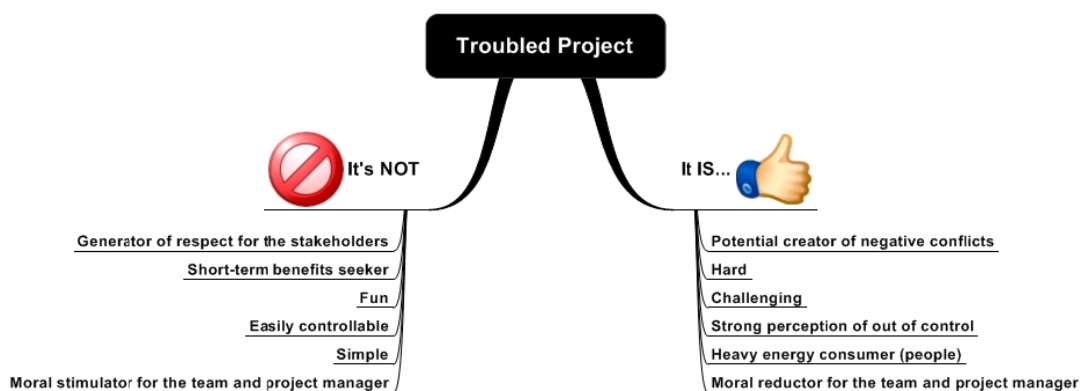 Troubled Project
It's NOT
Generator of respect for the stakeholders
Short-term benefits seeker
Fun
Easily controllable
Simple
Moral stimulator for the team and project manager
It IS...
Potential creator of negative conflicts
Hard
Challenging
Strong perception of out of control
Heavy energy consumer (people)
Moral reductor for the team and project manager